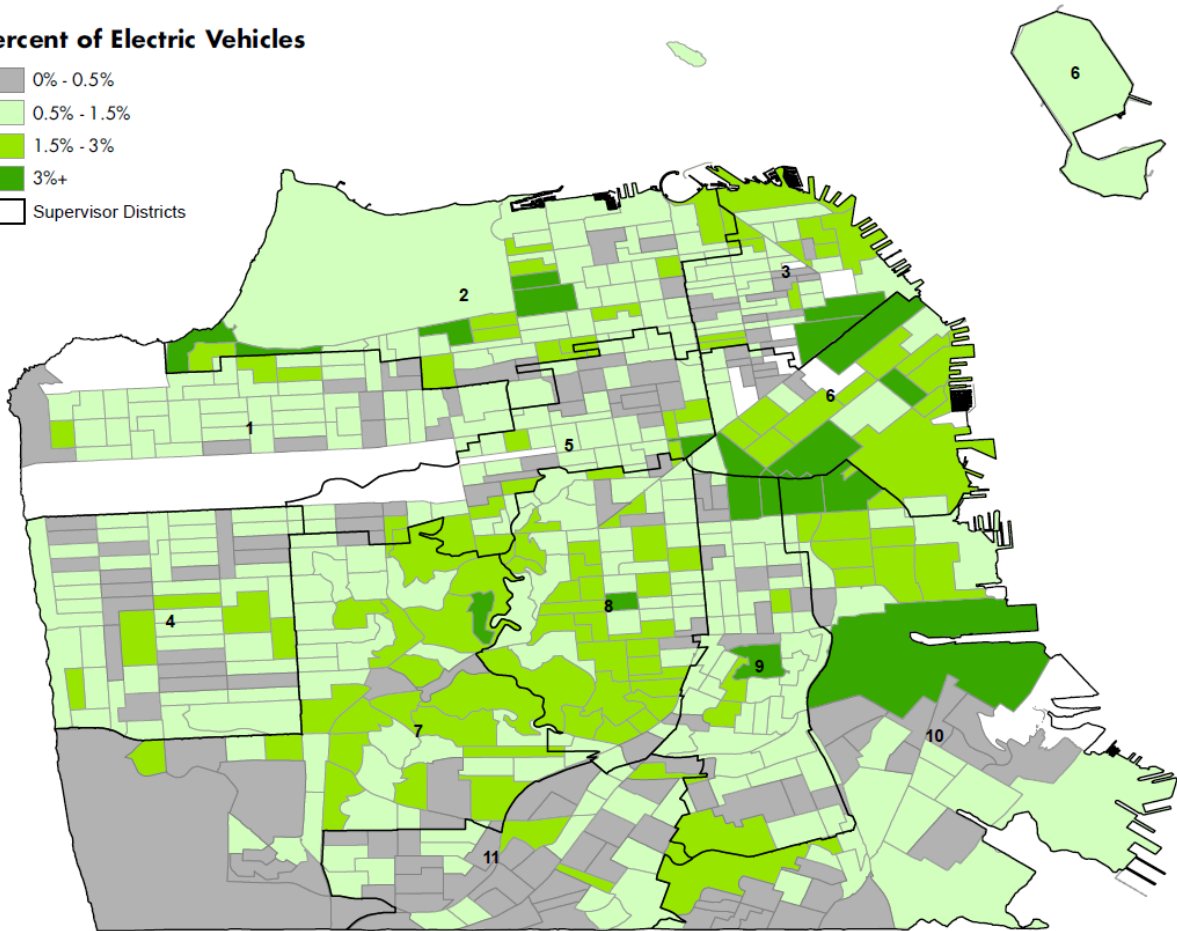 ercent of Electric Vehicles
0% - 0.5%
0.5% - 1.5%
1.5% - 3%
3%+
Supervisor Districts
6
2
3
1
6
5
4
8
9
7
10
11